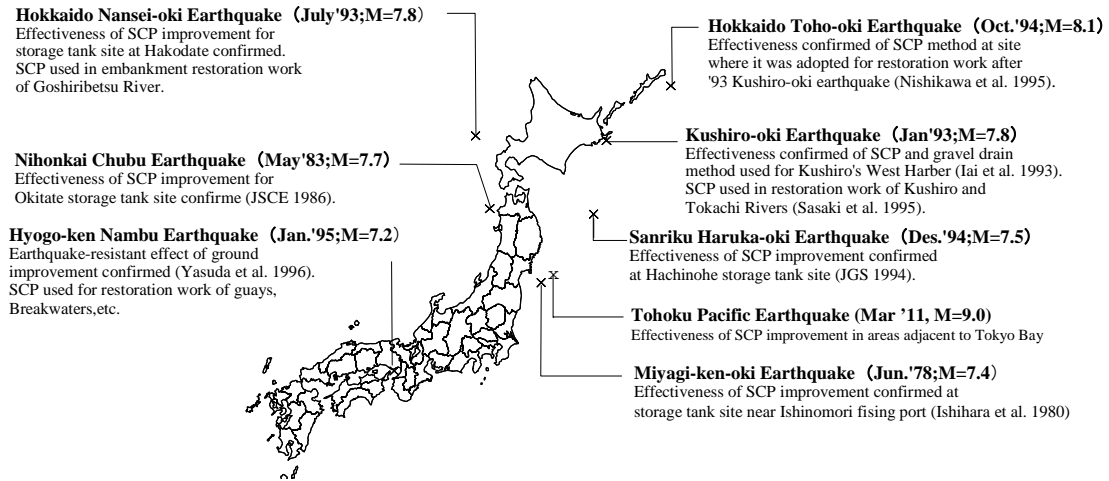 Hokkaido Nansei-oki Earthquake（July'93;M=7.8）
Effectiveness of SCP improvement for
storage tank site at Hakodate confirmed.
SCP used in embankment restoration work
of Goshiribetsu River.
Nihonkai Chubu Earthquake（May'83;M=7.7）
Effectiveness of SCP improvement for
Okitate storage tank site confirme (JSCE 1986).
Hyogo-ken Nambu Earthquake（Jan.'95;M=7.2）
Earthquake-resistant effect of ground
improvement confirmed (Yasuda et al. 1996).
SCP used for restoration work of guays,
Breakwaters,etc.
Hokkaido Toho-oki Earthquake（Oct.'94;M=8.1）
Effectiveness confirmed of SCP method at site
where it was adopted for restoration work after
'93 Kushiro-oki earthquake (Nishikawa et al. 1995).
Kushiro-oki Earthquake（Jan'93;M=7.8）
Effectiveness confirmed of SCP and gravel drain
method used for Kushiro's West Harber (Iai et al. 1993).
SCP used in restoration work of Kushiro and
Tokachi Rivers (Sasaki et al. 1995).
Sanriku Haruka-oki Earthquake（Des.'94;M=7.5）
Effectiveness of SCP improvement confirmed
at Hachinohe storage tank site (JGS 1994).
Tohoku Pacific Earthquake (Mar ’11, M=9.0)
Effectiveness of SCP improvement in areas adjacent to Tokyo Bay
Miyagi-ken-oki Earthquake（Jun.'78;M=7.4）
Effectiveness of SCP improvement confirmed at
storage tank site near Ishinomori fising port (Ishihara et al. 1980)